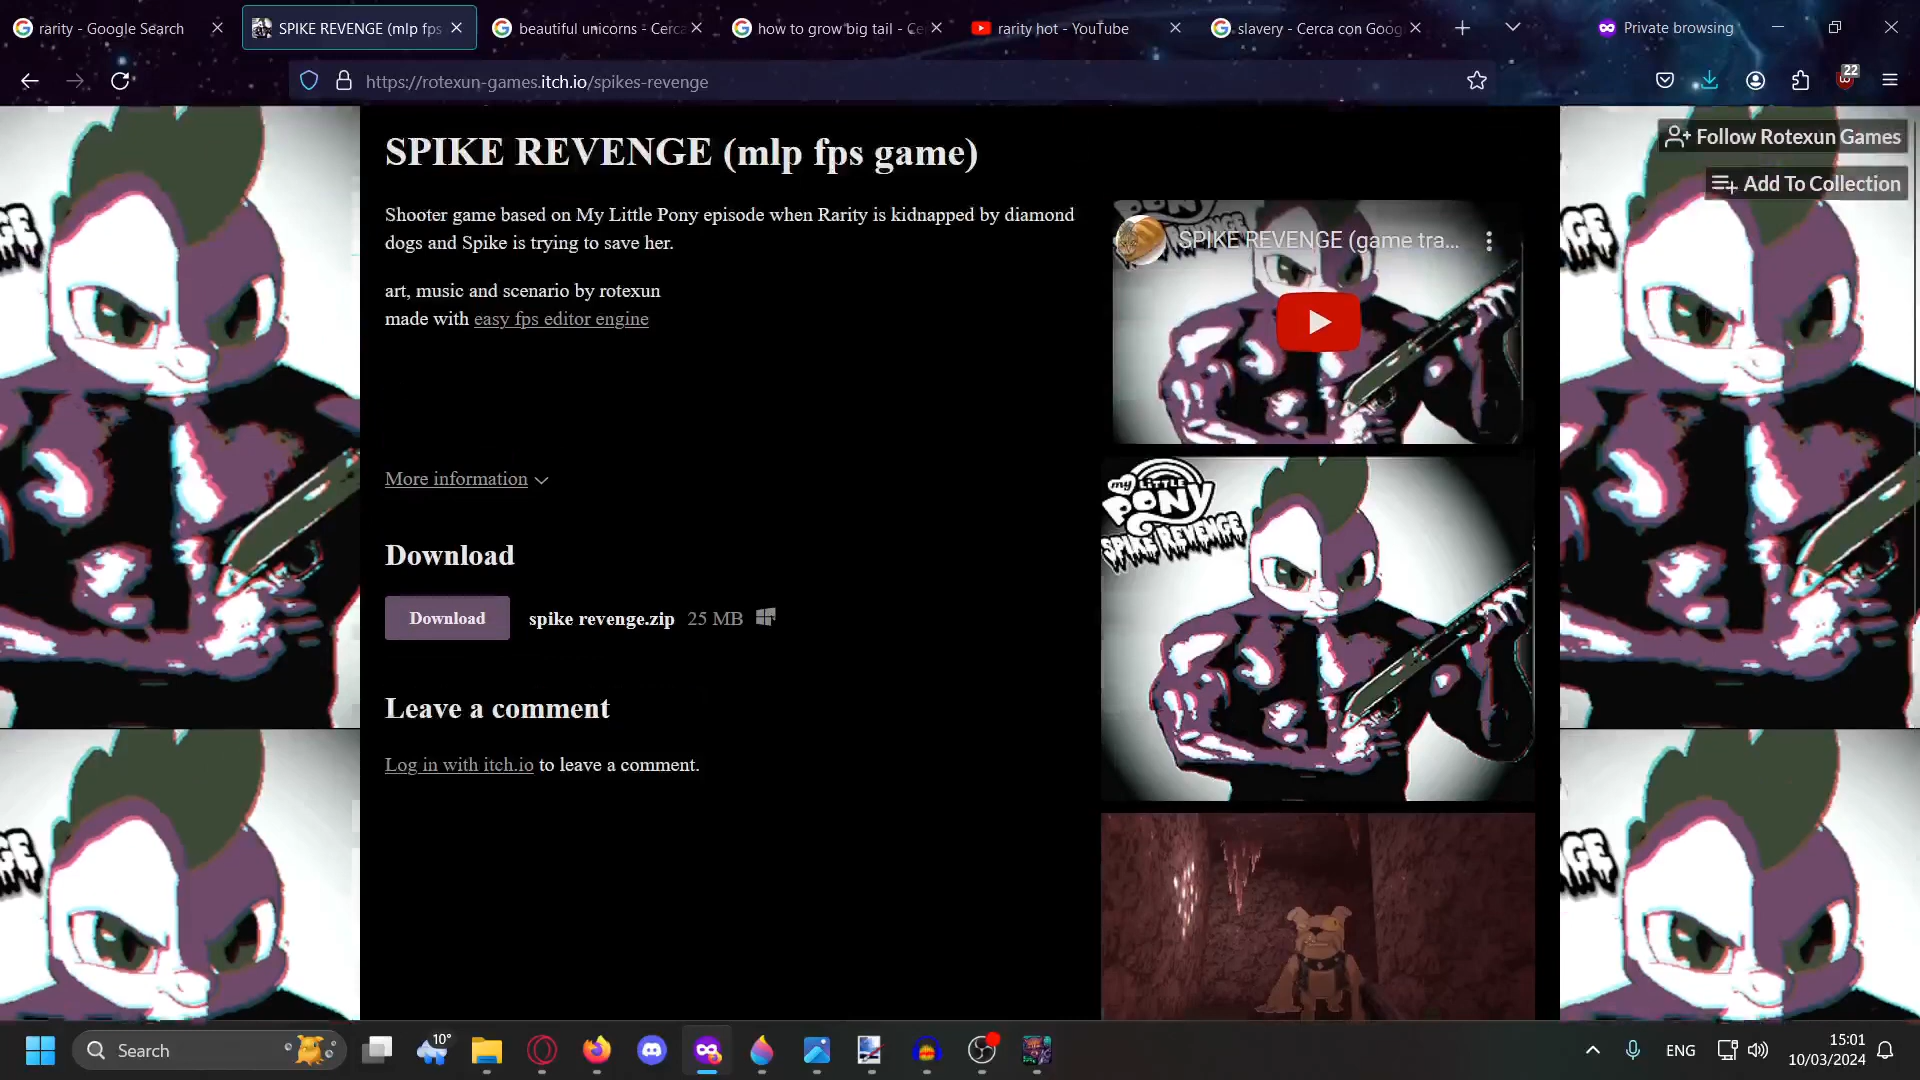 rarity - Google Search
SPIKE REVENGE (mlp fps
beautiful unicorns - Cerca
how to grow big tail - Ce
rarity hot - YouTube
slavery - Cerca con Goog
Private browsing
https://rotexun-games.itch.io/spikes-revenge
22
SPIKE REVENGE (mlp fps game)
Follow Rotexun Games
Add To Collection
Shooter game based on My Little Pony episode when Rarity is kidnapped by diamond
dogs and Spike is trying to save her.
art, music and scenario by rotexun
made with easy fps editor engine
SPIKE REVENGE (game tra...
my LITTLE
PONY
SPIKE REVENGE
More information
Download
Download spike revenge.zip 25 MB
Leave a comment
Log in with itch.io to leave a comment.
Search
10°
ENG
15:01
10/03/2024